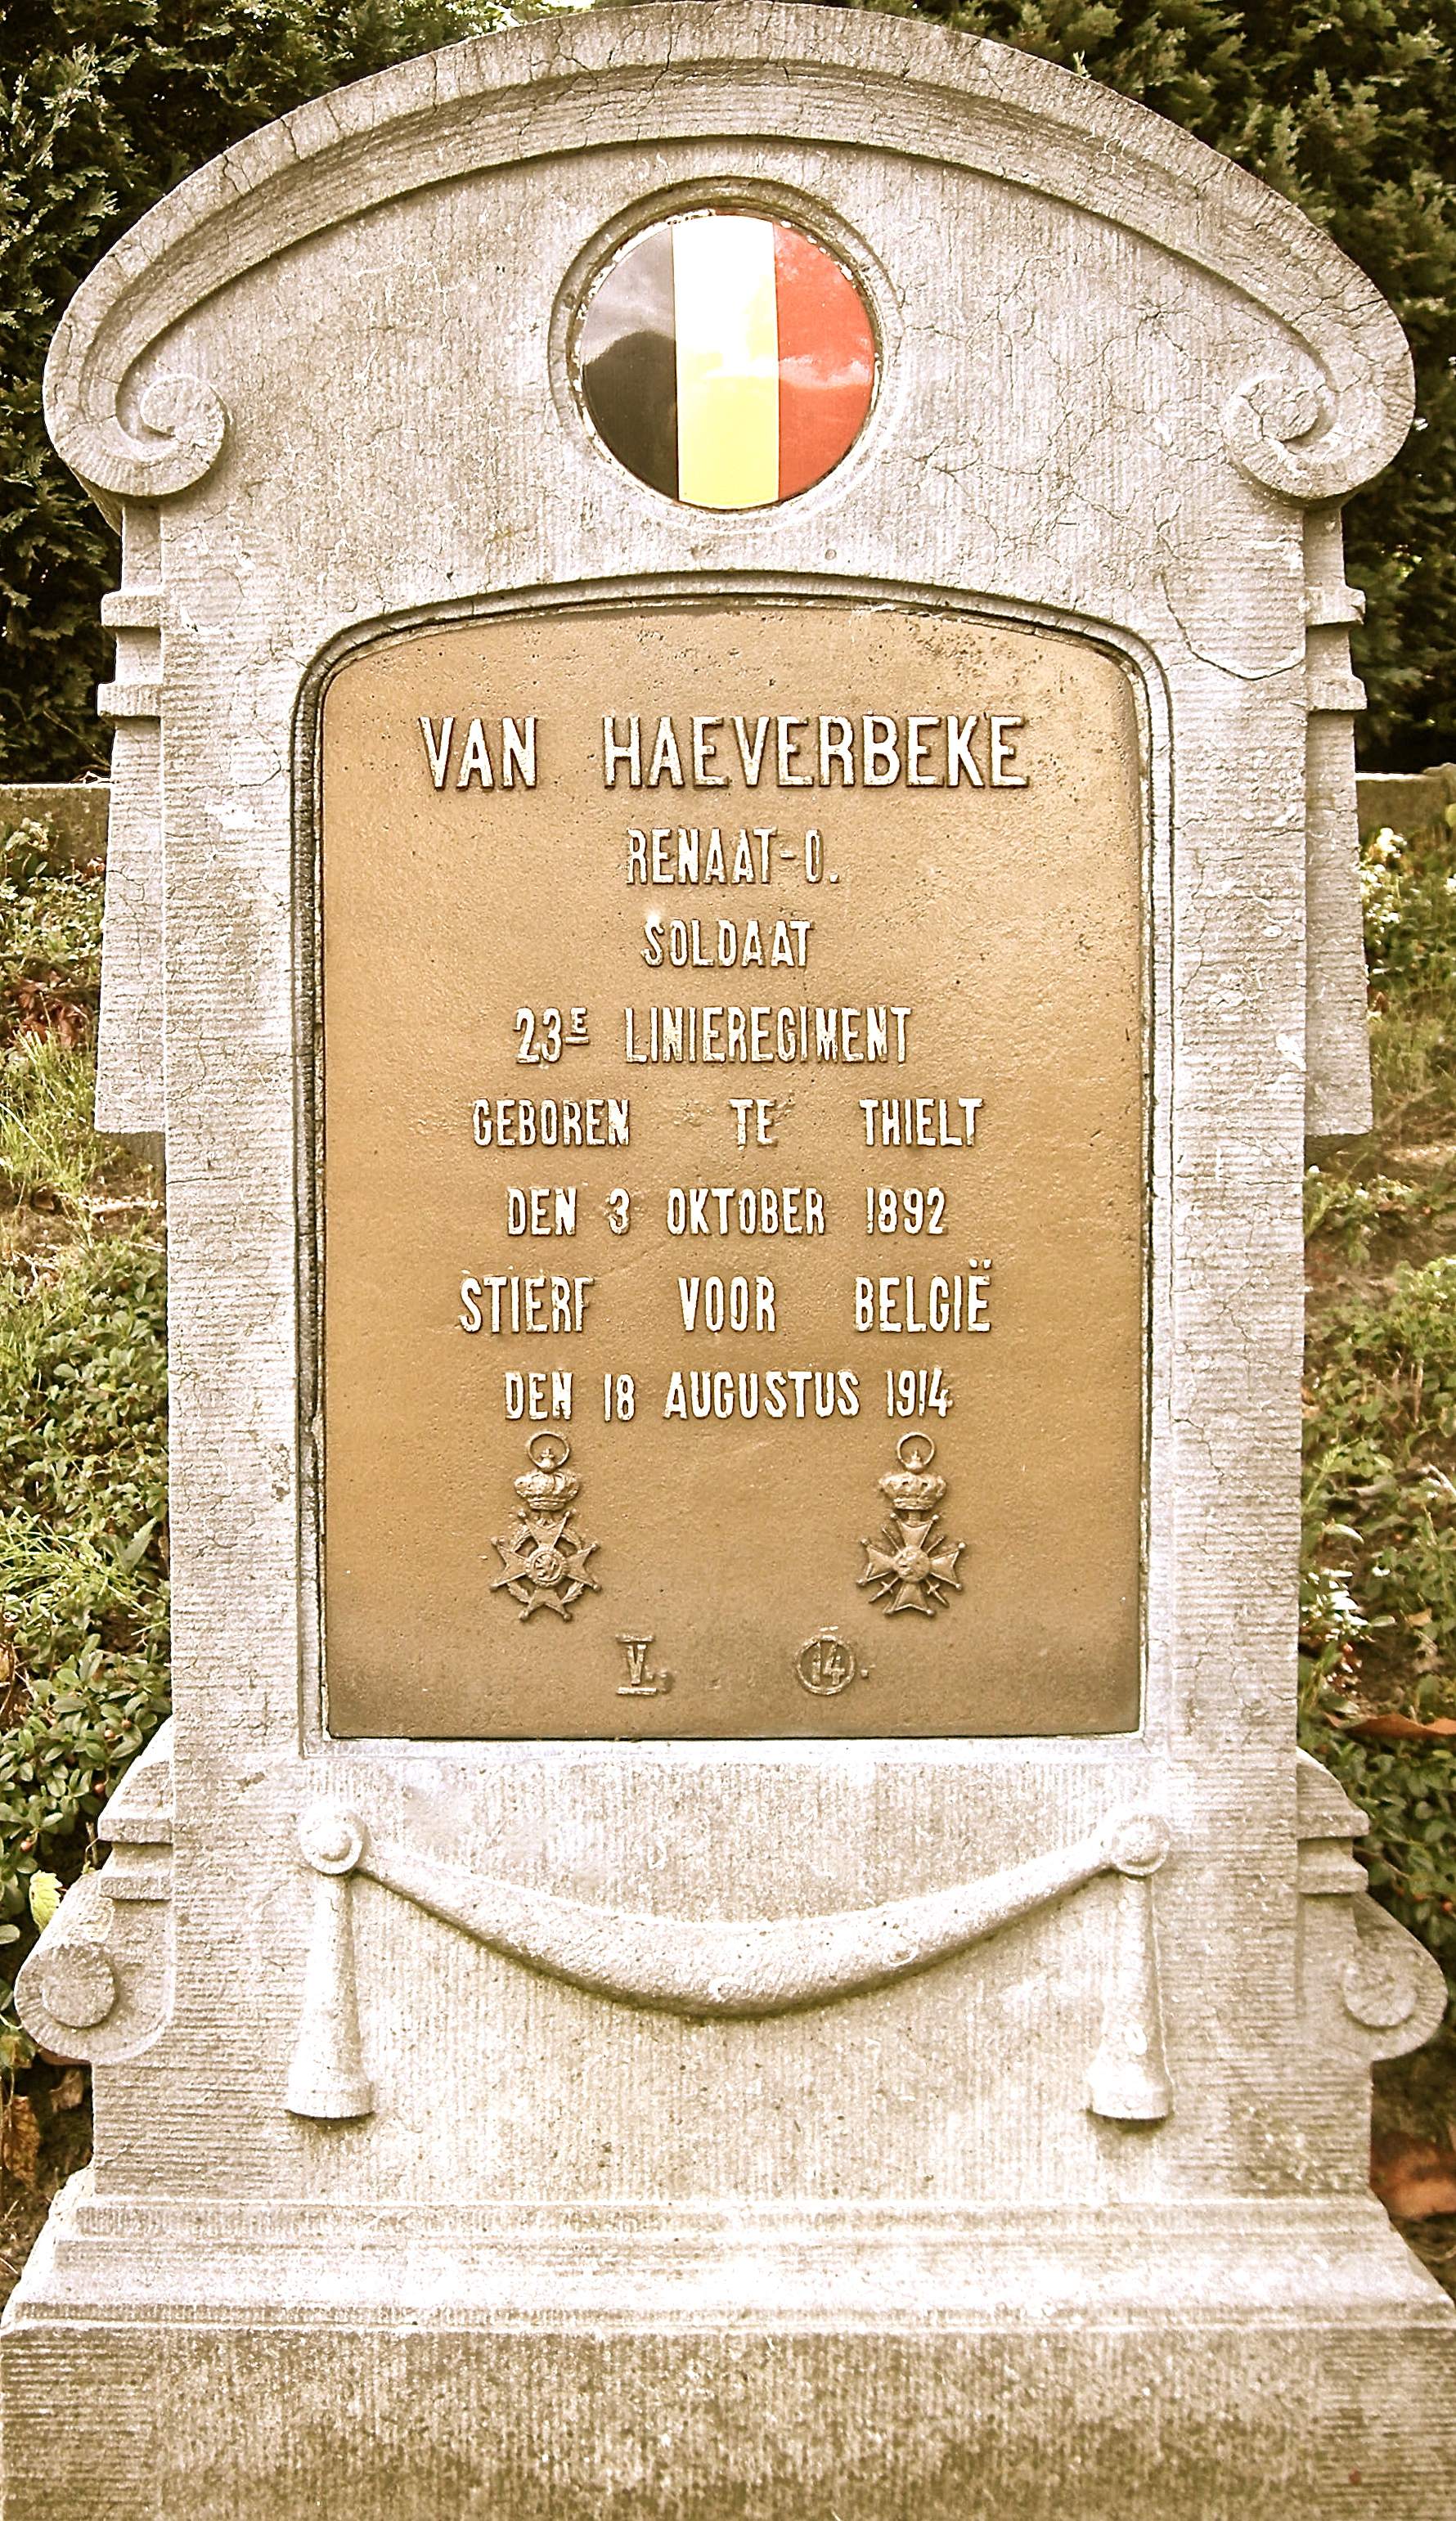 VAN HAEVERBEKE
RENAAT-O.
SOLDAAT
23E LINIEREGIMENT
GEBOREN TE THIELT
DEN 3 OKTOBER 1892
STIERF VOOR BELGIË
DEN 18 AUGUSTUS 1914
V. 14.